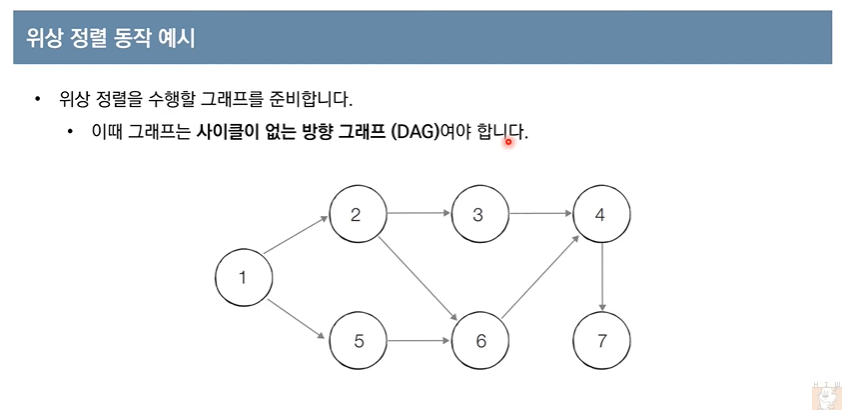 위상 정렬 동작 예시
• 위상 정렬을 수행할 그래프를 준비합니다.
• 이때 그래프는 사이클이 없는 방향 그래프 (DAG)여야 합니다.
2 3 4
1
5 6 7